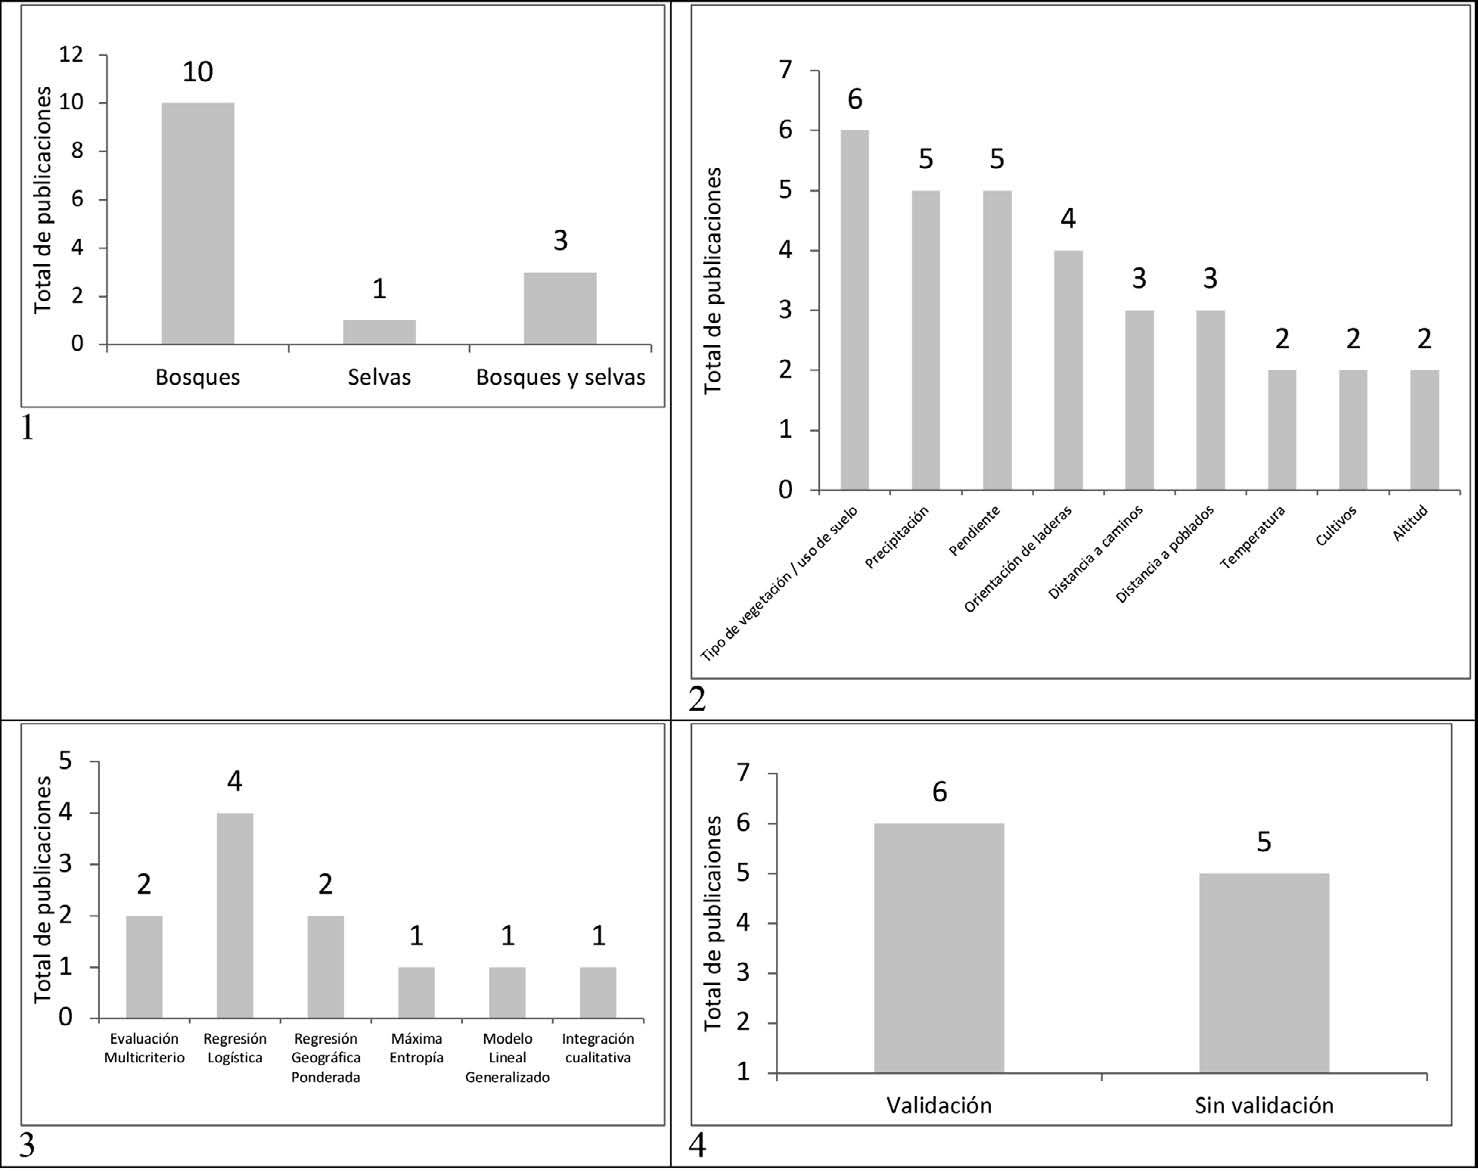 Total de publicaciones
12
10
8
6
4
2
0
10
1
3
Bosques
Selvas
Bosques y selvas
1
Total de publicaciones
7
6
5
4
3
2
1
0
6
5
5
4
3
3
2
2
2
Tipo de vegetación / uso de suelo
Precipitación
Pendiente
Orientación de laderas
Distancia a caminos
Distancia a poblados
Temperatura
Cultivos
Altitud
2
Total de publicaciones
5
4
3
2
1
0
2
4
2
1
1
1
Evaluación
Multicriterio
Regresión
Logística
Regresión
Geográfica
Ponderada
Máxima
Entropía
Modelo
Lineal
Generalizado
Integración
cualitativa
3
Total de publicaiones
7
6
5
4
3
2
1
6
5
Validación
Sin validación
4